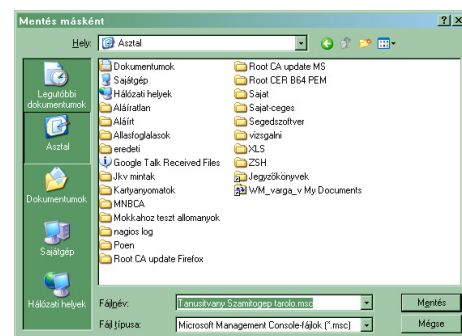 Mentés másként
Hely:
Asztal
Legutóbbi
dokumentumok
Asztal
Dokumentumok
Sajátgép
Hálózati helyek
Dokumentumok
Sajátgép
Hálózati helyek
Aláíratlan
Aláírt
Allasfoglalasok
eredeti
Google Talk Received Files
Jkv mintak
Kartyanyomatok
MNBCA
Mokkahoz teszt allomanyok
nagios log
Poen
Root CA update Firefox
Root CA update MS
Root CER B64 PEM
Sajat
Sajat-ceges
Segedszoftver
vizsgalni
XLS
ZSH
Jegyzőkönyvek
WM_varga_v My Documents
Fájlnév:
Tanusitvany Szamitogep tarolo.msc
Mentés
Fájl típusa:
Microsoft Management Console-fájlok (*.msc)
Mégse